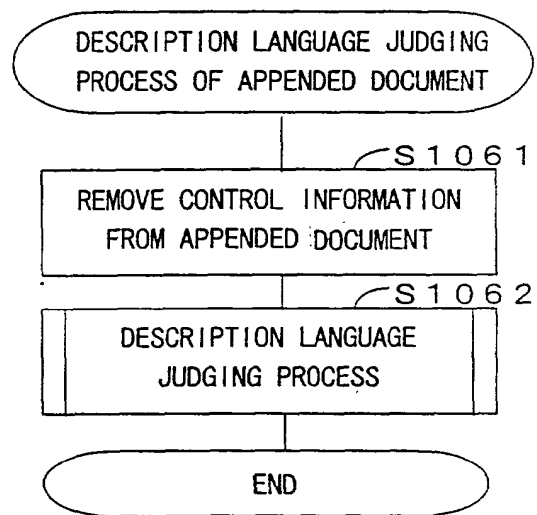 DESCRIPTION LANGUAGE JUDGING
PROCESS OF APPENDED DOCUMENT
S1061
REMOVE CONTROL INFORMATION
FROM APPENDED DOCUMENT
S1062
DESCRIPTION LANGUAGE
JUDGING PROCESS
END